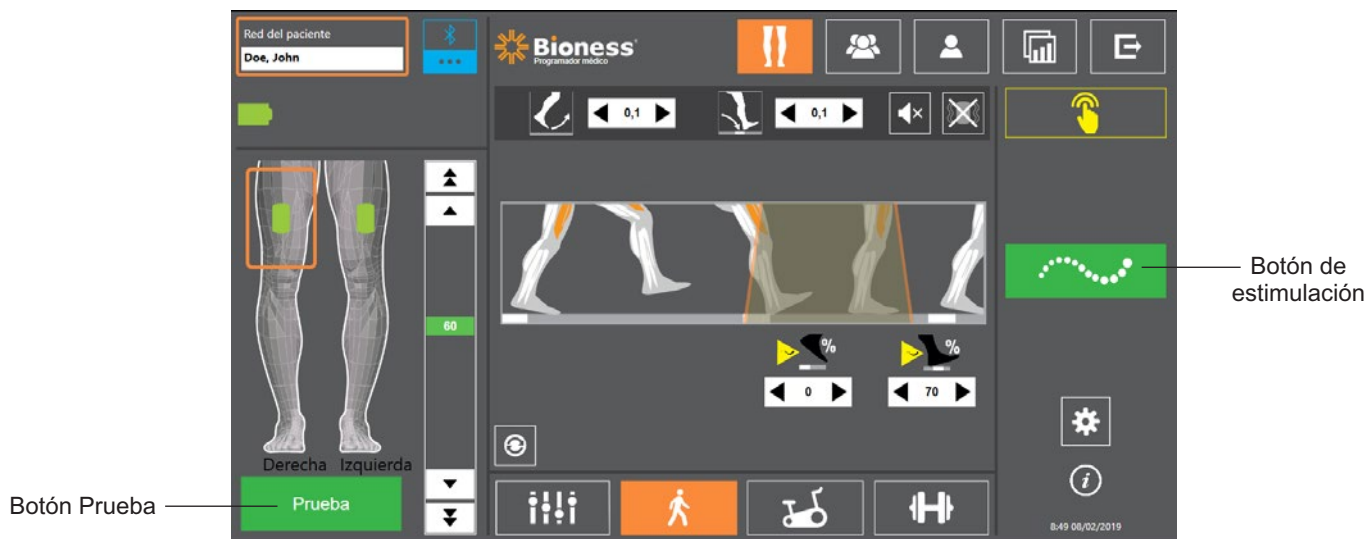 Red del paciente
Doe, John
Bioness
Programador médico
0,1
0,1
60
%
%
0
70
Derecha Izquierda
Prueba
i
8:49 08/02/2019
Botón de
estimulación
Botón Prueba